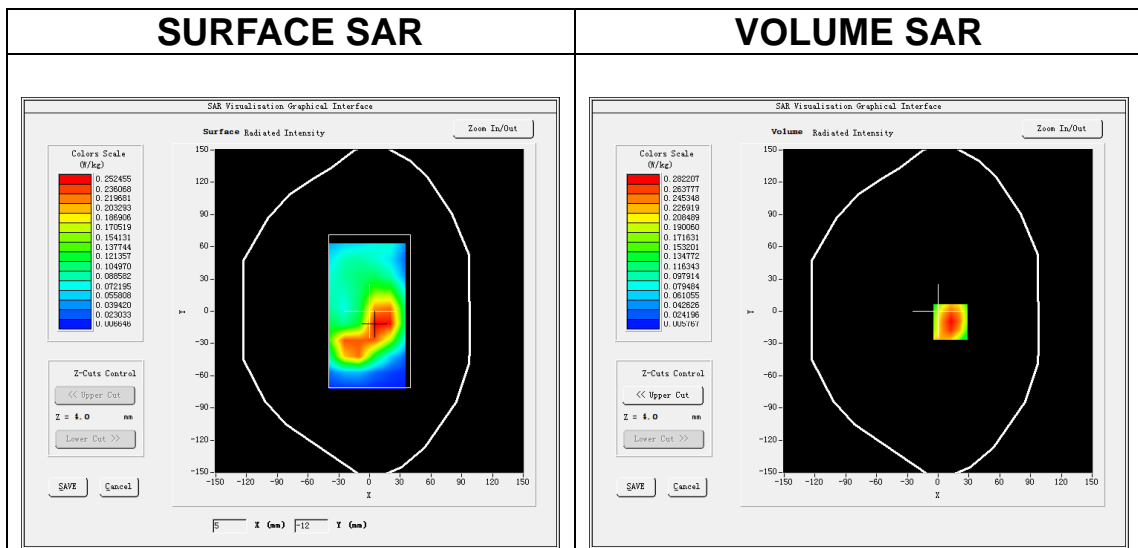 SURFACE SAR
VOLUME SAR
SAR Visualisation Graphical Interface
Surface Radiated Intensity
Zoom In/Out
Colors Scale
(W/kg)
0.252455
0.236068
0.219681
0.203293
0.186906
0.170519
0.154131
0.137744
0.121357
0.104970
0.088582
0.072195
0.055808
0.039420
0.023033
0.006646
Z-Cuts Control
<< Upper Cut
Z = 4.0 mm
Lower Cut >>
SAVE Cancel
150
120
90
60
30
0
-30
-60
-90
-120
-150
Y
-150 -120 -90 -60 -30 0 30 60 90 120 150
X
5 X (mm) -12 Y (mm)
SAR Visualisation Graphical Interface
Volume Radiated Intensity
Zoom In/Out
Colors Scale
(W/kg)
0.282207
0.263777
0.245348
0.226919
0.208489
0.190060
0.171631
0.153201
0.134772
0.116343
0.097914
0.079484
0.061055
0.042626
0.024196
0.005767
Z-Cuts Control
<< Upper Cut
Z = 4.0 mm
Lower Cut >>
SAVE Cancel
150
120
90
60
30
0
-30
-60
-90
-120
-150
Y
-150 -120 -90 -60 -30 0 30 60 90 120 150
X